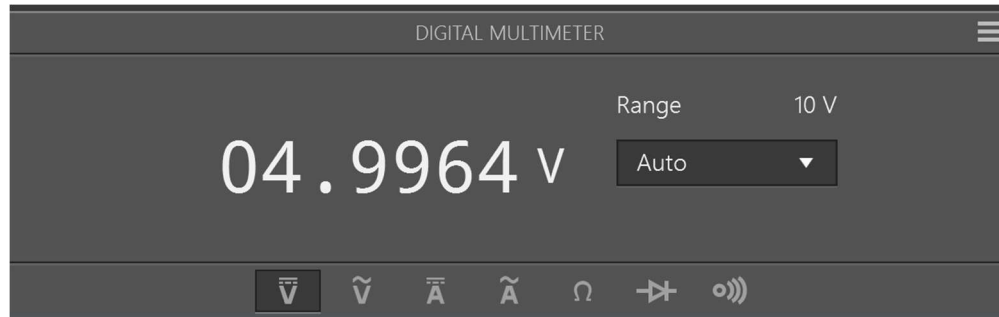 DIGITAL MULTIMETER
Range 10 V
04.9964 V
Auto
V Ṽ A Ã Ω